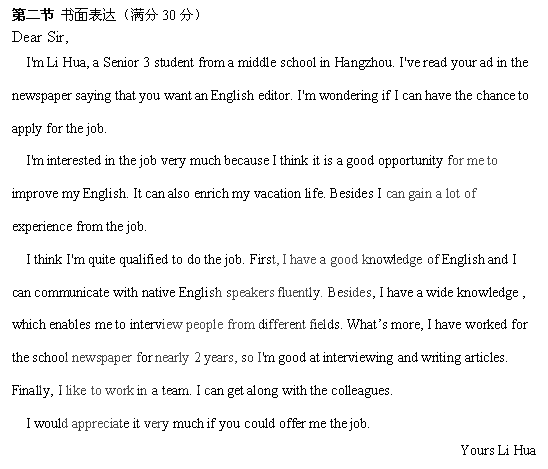 第二节 书面表达（满分30分）
Dear Sir,
I'm Li Hua, a Senior 3 student from a middle school in Hangzhou. I've read your ad in the
newspaper saying that you want an English editor. I'm wondering if I can have the chance to
apply for the job.
I'm interested in the job very much because I think it is a good opportunity for me to
improve my English. It can also enrich my vacation life. Besides I can gain a lot of
experience from the job.
I think I'm quite qualified to do the job. First, I have a good knowledge of English and I
can communicate with native English speakers fluently. Besides, I have a wide knowledge ,
which enables me to interview people from different fields. What's more, I have worked for
the school newspaper for nearly 2 years, so I'm good at interviewing and writing articles.
Finally, I like to work in a team. I can get along with the colleagues.
I would appreciate it very much if you could offer me the job.
Yours Li Hua